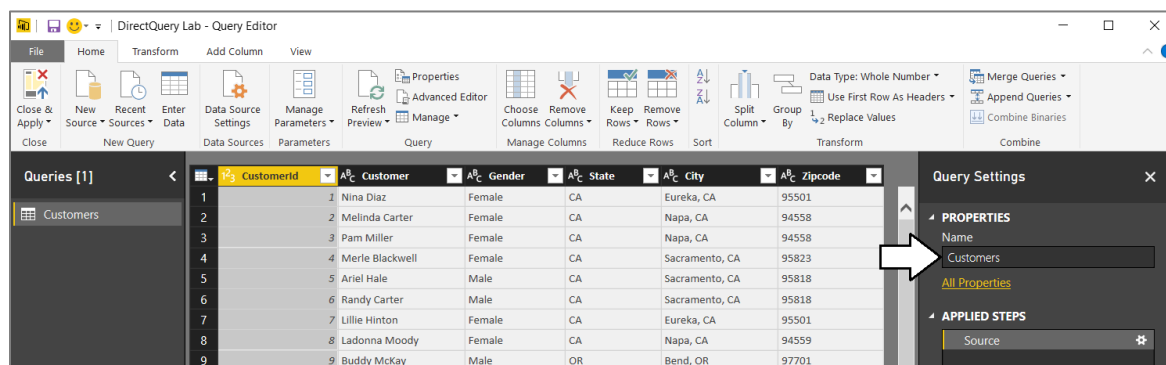 DirectQuery Lab - Query Editor
File Home Transform Add Column View
Close & Apply
New Source
Recent Sources
Enter Data
Data Source Settings
Manage Parameters
Refresh Preview
Properties
Advanced Editor
Manage
Choose Columns
Remove Columns
Keep Rows
Remove Rows
Split Column
Group By
Data Type: Whole Number
Use First Row As Headers
Replace Values
Merge Queries
Append Queries
Combine Binaries
Close New Query Data Sources Parameters Query Manage Columns Reduce Rows Sort Transform Combine
Queries [1]
Customers
CustomerId Customer Gender State City Zipcode
1 1 Nina Diaz Female CA Eureka, CA 95501
2 2 Melinda Carter Female CA Napa, CA 94558
3 3 Pam Miller Female CA Napa, CA 94558
4 4 Merle Blackwell Female CA Sacramento, CA 95823
5 5 Ariel Hale Male CA Sacramento, CA 95818
6 6 Randy Carter Male CA Sacramento, CA 95818
7 7 Lillie Hinton Female CA Eureka, CA 95501
8 8 Ladonna Moody Female CA Napa, CA 94559
9 9 Buddy McKay Male OR Bend, OR 97701
Query Settings
PROPERTIES
Name
Customers
All Properties
APPLIED STEPS
Source